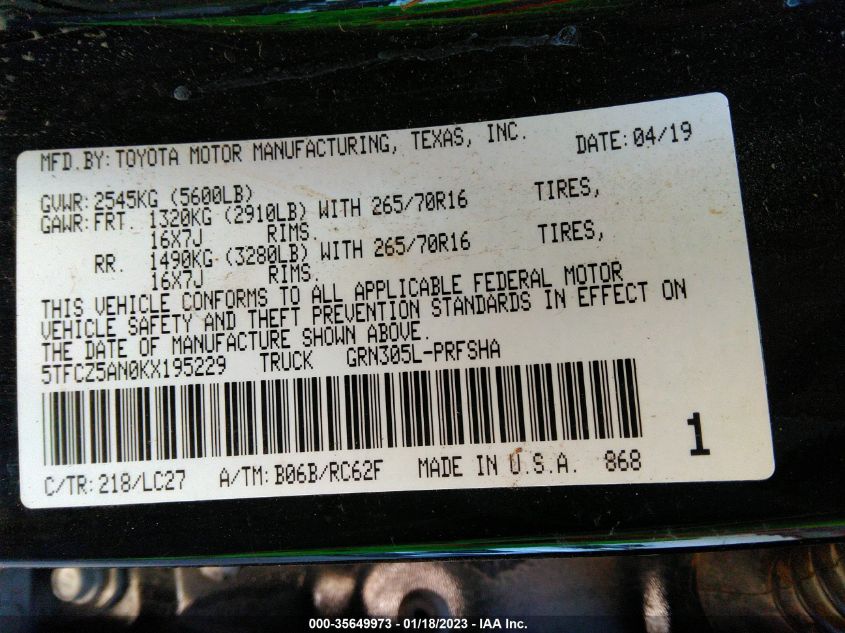 MFD.BY: TOYOTA MOTOR MANUFACTURING, TEXAS, INC. DATE: 04/19
GVWR: 2545KG (5600LB)
GAWR: FRT. 1320KG (2910LB) WITH 265/70R16 TIRES,
16X7J RIMS.
RR. 1490KG (3280LB) WITH 265/70R16 TIRES,
16X7J RIMS.
THIS VEHICLE CONFORMS TO ALL APPLICABLE FEDERAL MOTOR
VEHICLE SAFETY AND THEFT PREVENTION STANDARDS IN EFFECT ON
THE DATE OF MANUFACTURE SHOWN ABOVE.
5TFCZ5AN0KX195229 TRUCK GRN305L-PRFSHA
1
C/TR: 218/LC27 A/TM: B06B/RC62F MADE IN U.S.A. 868
000-35649973 - 01/18/2023 - IAA Inc.